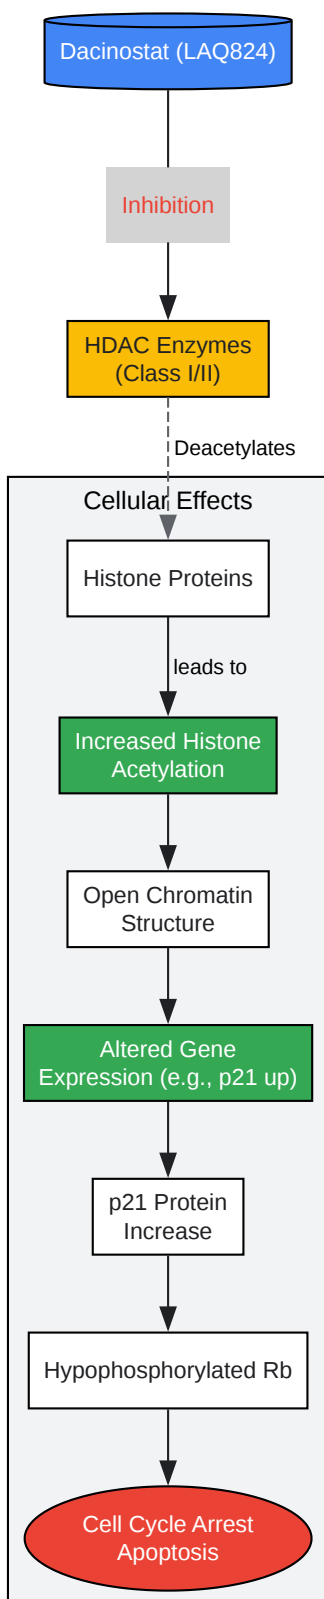 Dacinostat (LAQ824)
Inhibition
HDAC Enzymes
(Class I/II)
Deacetylates
Cellular Effects
Histone Proteins
leads to
Increased Histone
Acetylation
Open Chromatin
Structure
Altered Gene
Expression (e.g., p21 up)
p21 Protein
Increase
Hypophosphorylated Rb
Cell Cycle Arrest
Apoptosis